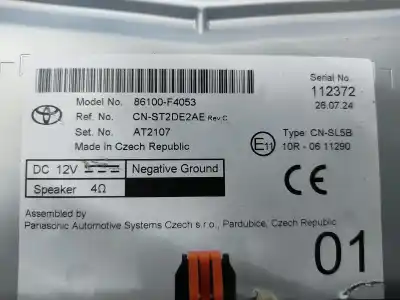 Serial No.
112372
26.07.24
Model No. 86100-F4053
Ref. No. CN-ST2DE2AE Rev.C
Set. No. AT2107
Made in Czech Republic
E11
Type: CN-SL5B
10R - 06 11290
DC 12V Negative Ground
Speaker 4Ω
CE
Assembled by
Panasonic Automotive Systems Czech s r.o., Pardubice, Czech Republic
01